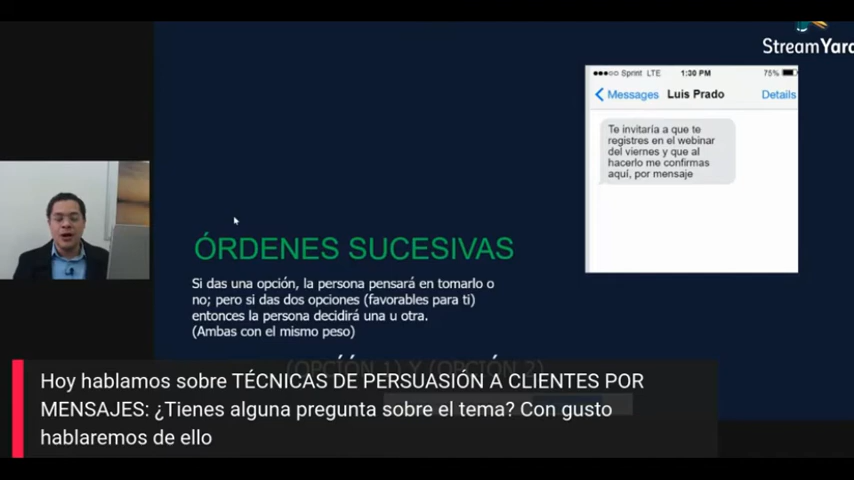 StreamYard
Sprint LTE 1:30 PM 75%
Messages Luis Prado Details
Te invitaría a que te
registres en el webinar
del viernes y que al
hacerlo me confirmas
aquí, por mensaje
ÓRDENES SUCESIVAS
Si das una opción, la persona pensará en tomarlo o
no; pero si das dos opciones (favorables para ti)
entonces la persona decidirá una u otra.
(Ambas con el mismo peso)
(OPCIÓN 1) Y (OPCIÓN 2)
Hoy hablamos sobre TÉCNICAS DE PERSUASIÓN A CLIENTES POR
MENSAJES: ¿Tienes alguna pregunta sobre el tema? Con gusto
hablaremos de ello